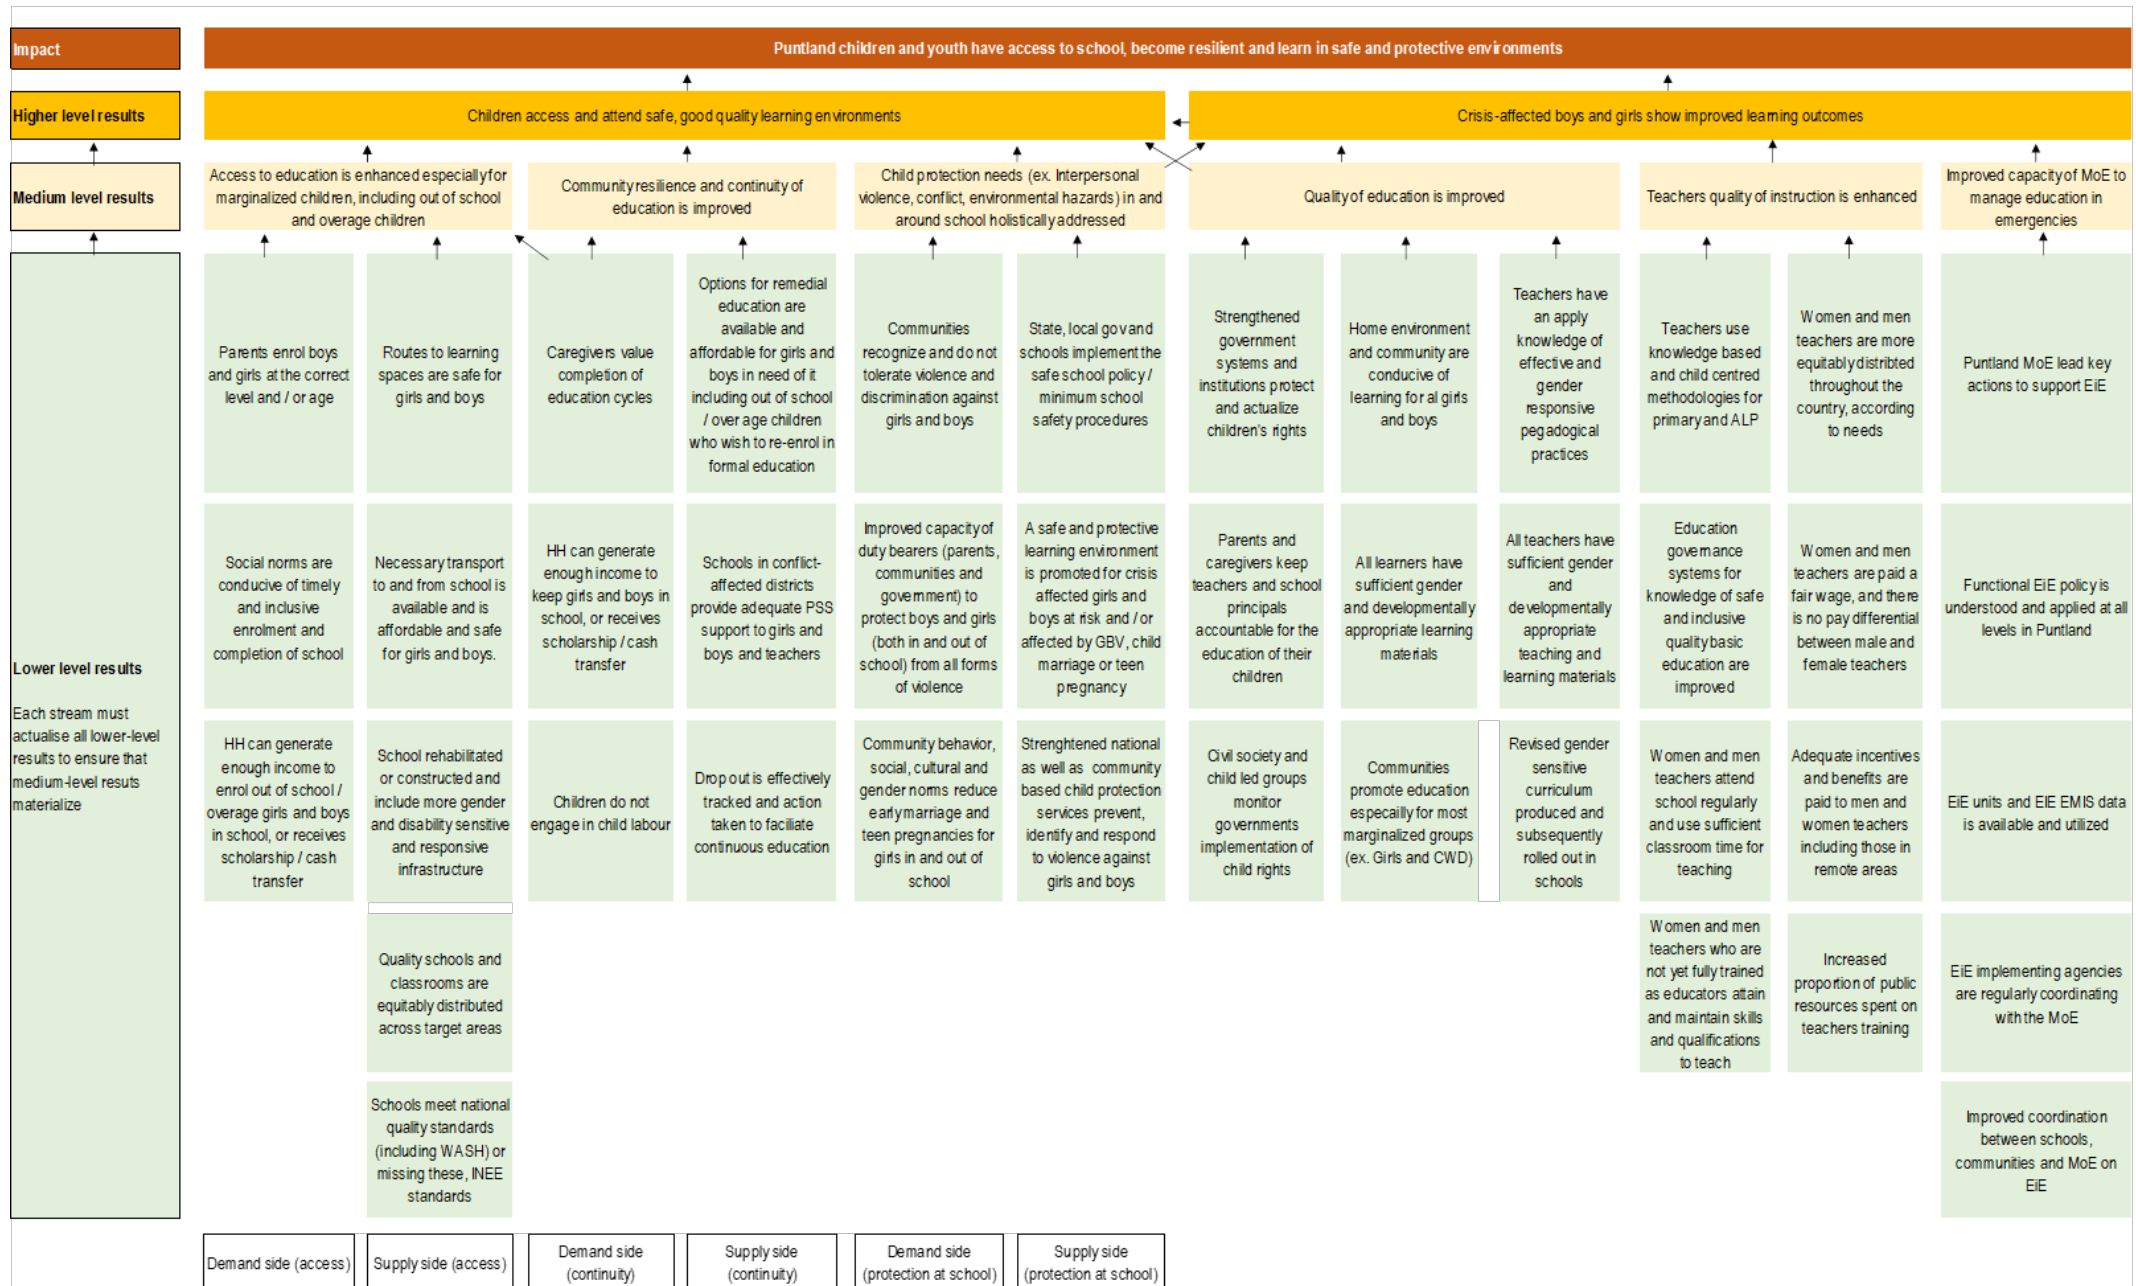 Impact
Puntland children and youth have access to school, become resilient and learn in safe and protective environments
Higher level results
Children access and attend safe, good quality learning environments
Crisis-affected boys and girls show improved learning outcomes
Medium level results
Access to education is enhanced especially for
marginalized children, including out of school
and overage children
Community resilience and continuity of
education is improved
Child protection needs (ex. Interpersonal
violence, conflict, environmental hazards) in and
around school holistically addressed
Quality of education is improved
Teachers quality of instruction is enhanced
Improved capacity of MoE to
manage education in
emergencies
Lower level results
Each stream must
actualise all lower-level
results to ensure that
medium-level resuts
materialize
Parents enrol boys
and girls at the correct
level and / or age
Routes to learning
spaces are safe for
girls and boys
Caregivers value
completion of
education cycles
Options for remedial
education are
available and
affordable for girls and
boys in need of it
including out of school
/ over age children
who wish to re-enrol in
formal education
Communities
recognize and do not
tolerate violence and
discrimination against
girls and boys
State, local gov and
schools implement the
safe school policy /
minimum school
safety procedures
Strengthened
government
systems and
institutions protect
and actualize
children's rights
Home environment
and community are
conducive of
learning for al girls
and boys
Teachers have
an apply
knowledge of
effective and
gender
responsive
pegadogical
practices
Teachers use
knowledge based
and child centred
methodologies for
primary and ALP
Women and men
teachers are more
equitably distribted
throughout the
country, according
to needs
Puntland MoE lead key
actions to support EiE
Social norms are
conducive of timely
and inclusive
enrolment and
completion of school
Necessary transport
to and from school is
available and is
affordable and safe
for girls and boys.
HH can generate
enough income to
keep girls and boys in
school, or receives
scholarship / cash
transfer
Schools in conflict-
affected districts
provide adequate PSS
support to girls and
boys and teachers
Improved capacity of
duty bearers (parents,
communities and
government) to
protect boys and girls
(both in and out of
school) from all forms
of violence
A safe and protective
learning environment
is promoted for crisis
affected girls and
boys at risk and / or
affected by GBV, child
marriage or teen
pregnancy
Parents and
caregivers keep
teachers and school
principals
accountable for the
education of their
children
All learners have
sufficient gender
and developmentally
appropriate learning
materials
All teachers have
sufficient gender
and
developmentally
appropriate
teaching and
learning materials
Education
governance
systems for
knowledge of safe
and inclusive
quality basic
education are
improved
Women and men
teachers are paid a
fair wage, and there
is no pay differential
between male and
female teachers
Functional EiE policy is
understood and applied at all
levels in Puntland
HH can generate
enough income to
enrol out of school /
overage girls and boys
in school, or receives
scholarship / cash
transfer
School rehabilitated
or constructed and
include more gender
and disability sensitive
and responsive
infrastructure
Children do not
engage in child labour
Drop out is effectively
tracked and action
taken to faciliate
continuous education
Community behavior,
social, cultural and
gender norms reduce
early marriage and
teen pregnancies for
girls in and out of
school
Strenghtened national
as well as community
based child protection
services prevent,
identify and respond
to violence against
girls and boys
Civil society and
child led groups
monitor
governments
implementation of
child rights
Communities
promote education
especailly for most
marginalized groups
(ex. Girls and CWD)
Revised gender
sensitive
curriculum
produced and
subsequently
rolled out in
schools
Women and men
teachers attend
school regularly
and use sufficient
classroom time for
teaching
Adequate incentives
and benefits are
paid to men and
women teachers
including those in
remote areas
EiE units and EIE EMIS data
is available and utilized
Quality schools and
classrooms are
equitably distributed
across target areas
Women and men
teachers who are
not yet fully trained
as educators attain
and maintain skills
and qualifications
to teach
Increased
proportion of public
resources spent on
teachers training
EiE implementing agencies
are regularly coordinating
with the MoE
Schools meet national
quality standards
(including WASH) or
missing these, INEE
standards
Improved coordination
between schools,
communities and MoE on
EiE
Demand side (access)
Supply side (access)
Demand side
(continuity)
Supply side
(continuity)
Demand side
(protection at school)
Supply side
(protection at school)